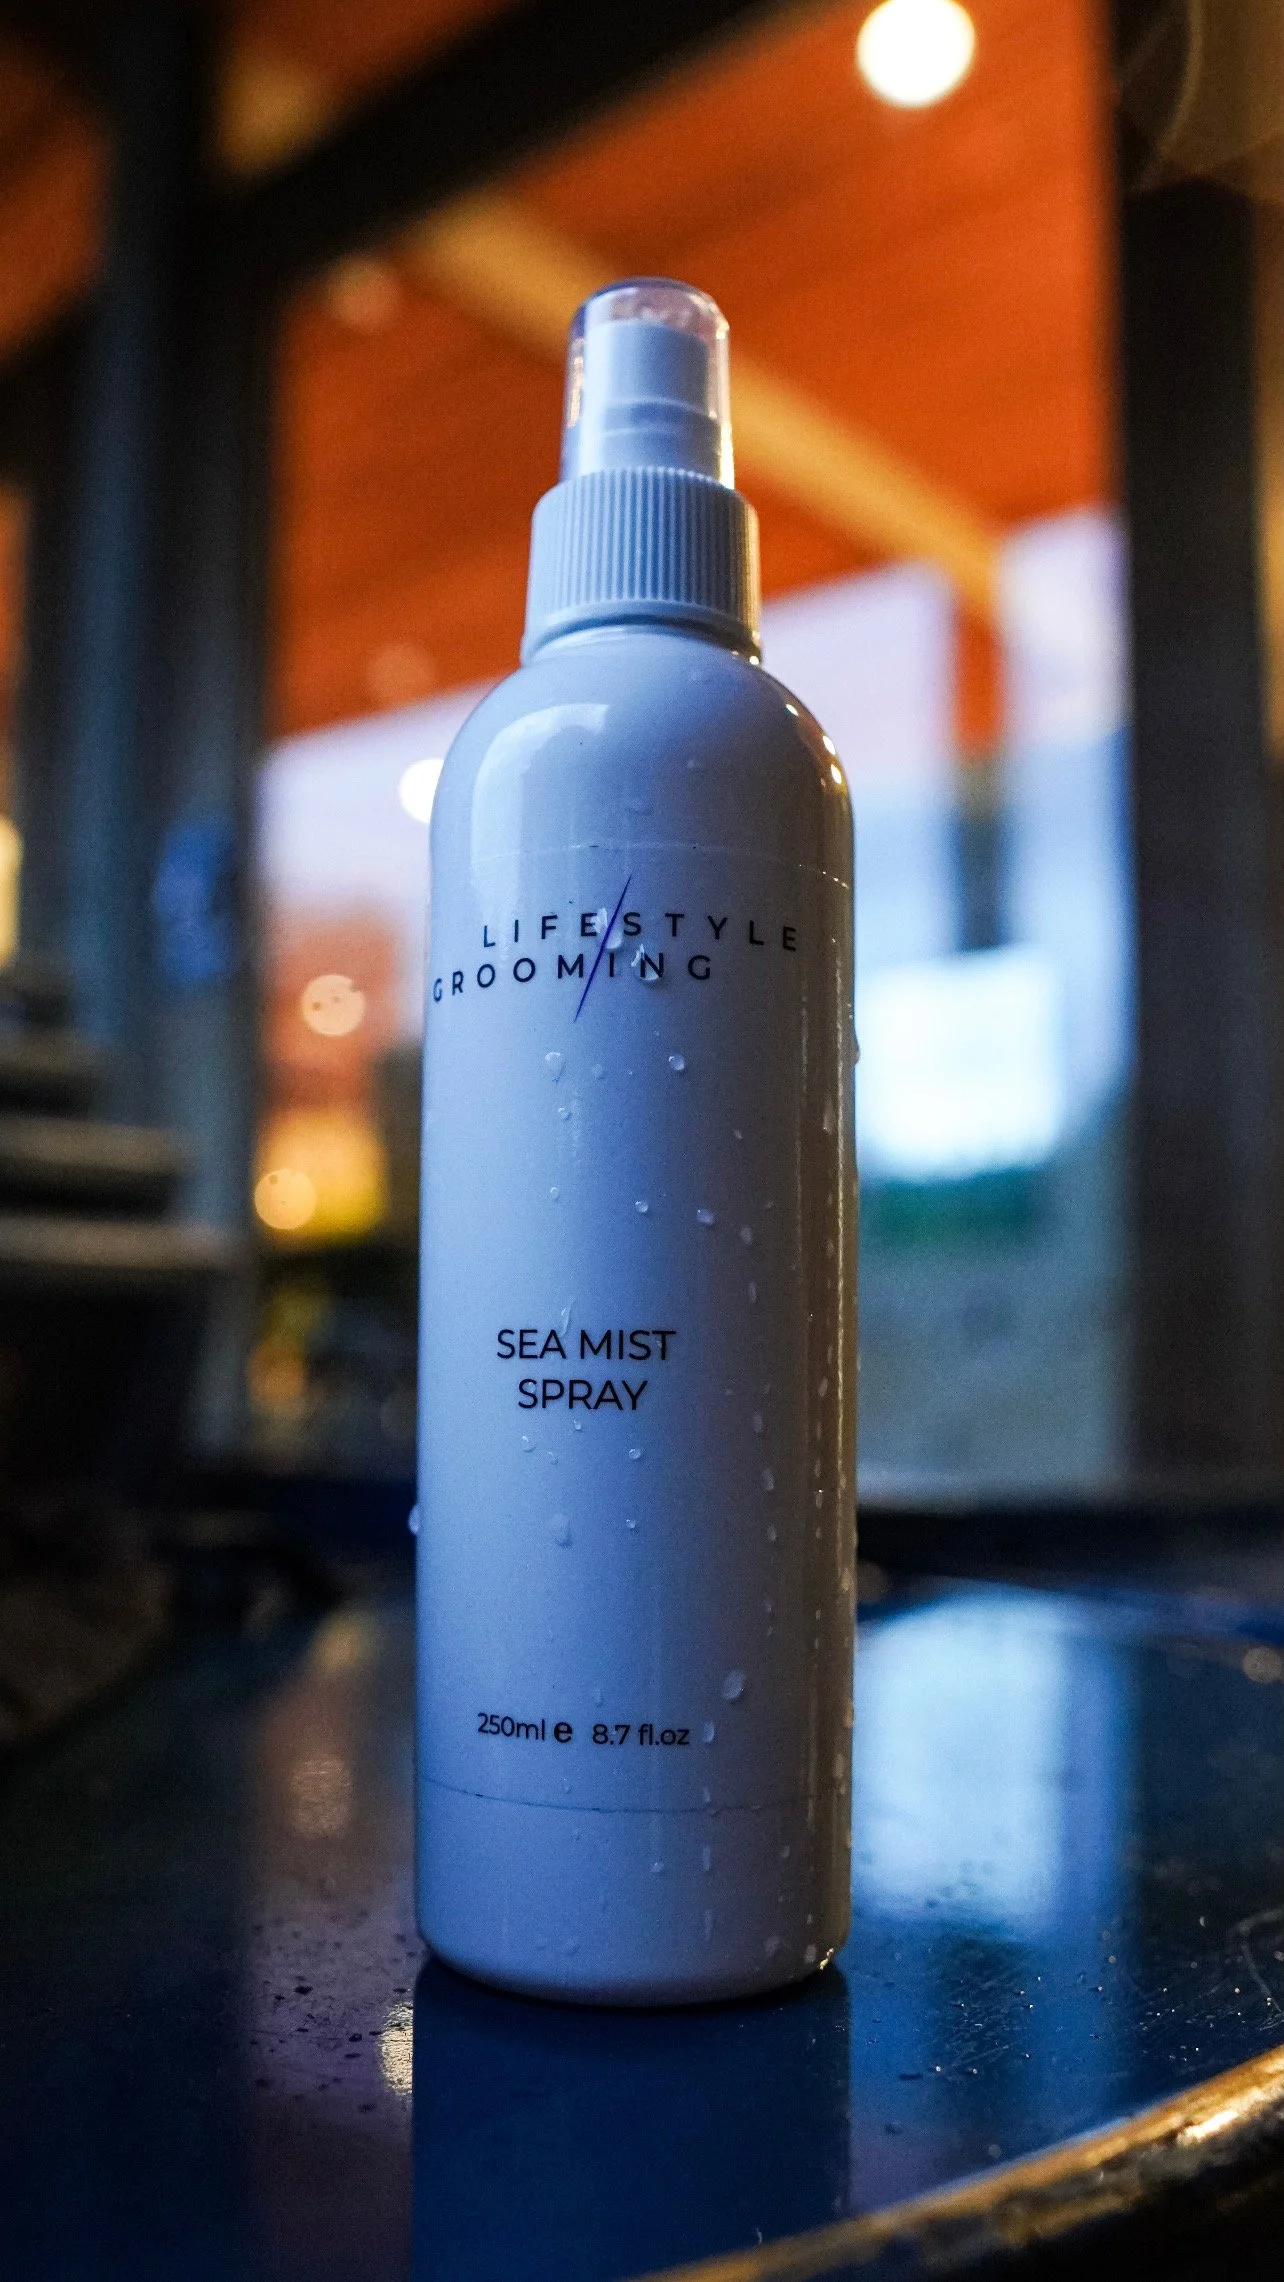 LIFESTYLE
GROOMING
SEA MIST
SPRAY
250ml ℮ 8.7 fl.oz